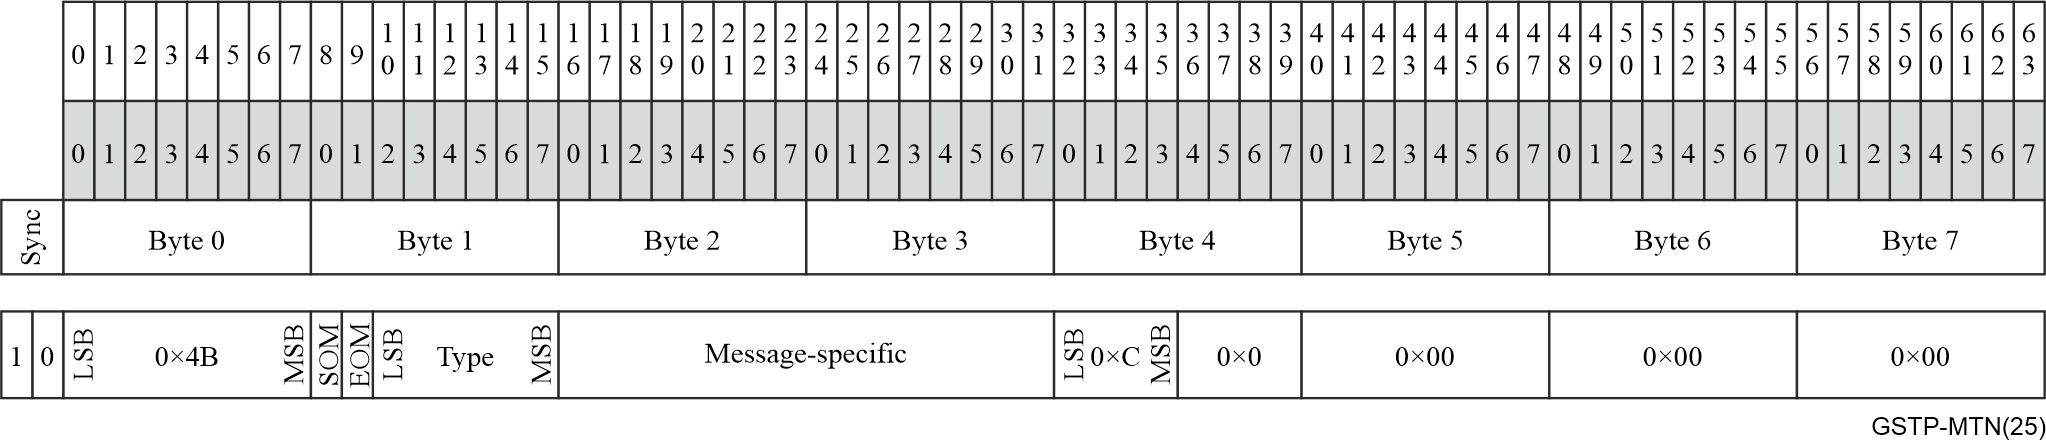 0 1 2 3 4 5 6 7 8 9 10 11 12 13 14 15 16 17 18 19 20 21 22 23 24 25 26 27 28 29 30 31 32 33 34 35 36 37 38 39 40 41 42 43 44 45 46 47 48 49 50 51 52 53 54 55 56 57 58 59 60 61 62 63
0 1 2 3 4 5 6 7 0 1 2 3 4 5 6 7 0 1 2 3 4 5 6 7 0 1 2 3 4 5 6 7 0 1 2 3 4 5 6 7 0 1 2 3 4 5 6 7 0 1 2 3 4 5 6 7 0 1 2 3 4 5 6 7
Sync Byte 0 Byte 1 Byte 2 Byte 3 Byte 4 Byte 5 Byte 6 Byte 7
1 0 LSB 0×4B MSB SOM EOM LSB Type MSB Message-specific LSB 0×C MSB 0×0 0×00 0×00 0×00
GSTP-MTN(25)